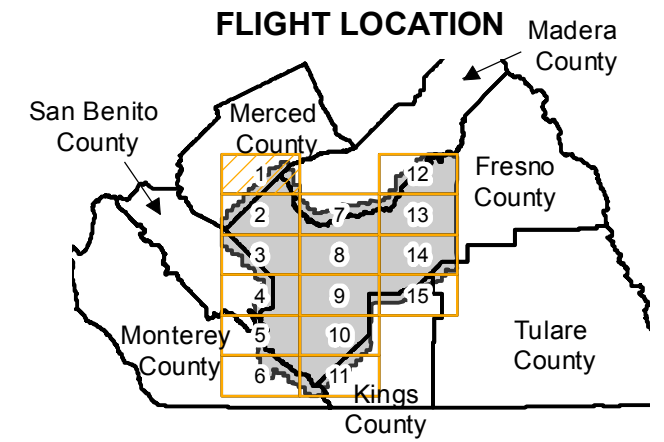 FLIGHT LOCATION
Madera
County
San Benito
County
Merced
County
Fresno
County
1
12
2
7
13
3
8
14
4
9
15
5
10
6
11
Monterey
County
Tulare
County
Kings
County